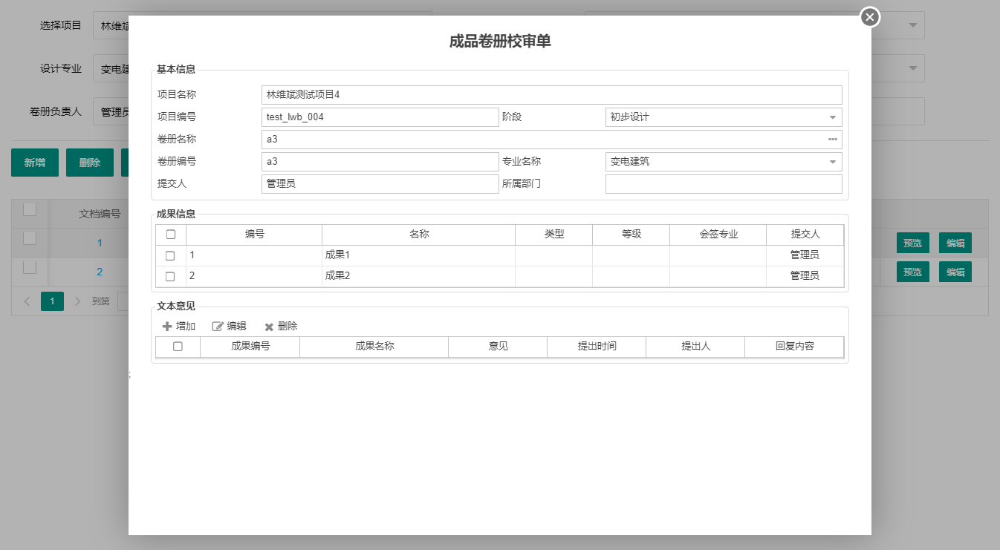 成品卷册校审单
选择项目 林维斌
设计专业 变电建
卷册负责人 管理员
新增 删除
文档编号
1 预览 编辑
2 预览 编辑
1 到第
基本信息
项目名称 林维斌测试项目4
项目编号 test_lwb_004 阶段 初步设计
卷册名称 a3
卷册编号 a3 专业名称 变电建筑
提交人 管理员 所属部门
成果信息
编号 名称 类型 等级 会签专业 提交人
1 成果1 管理员
2 成果2 管理员
文本意见
增加 编辑 删除
成果编号 成果名称 意见 提出时间 提出人 回复内容
;